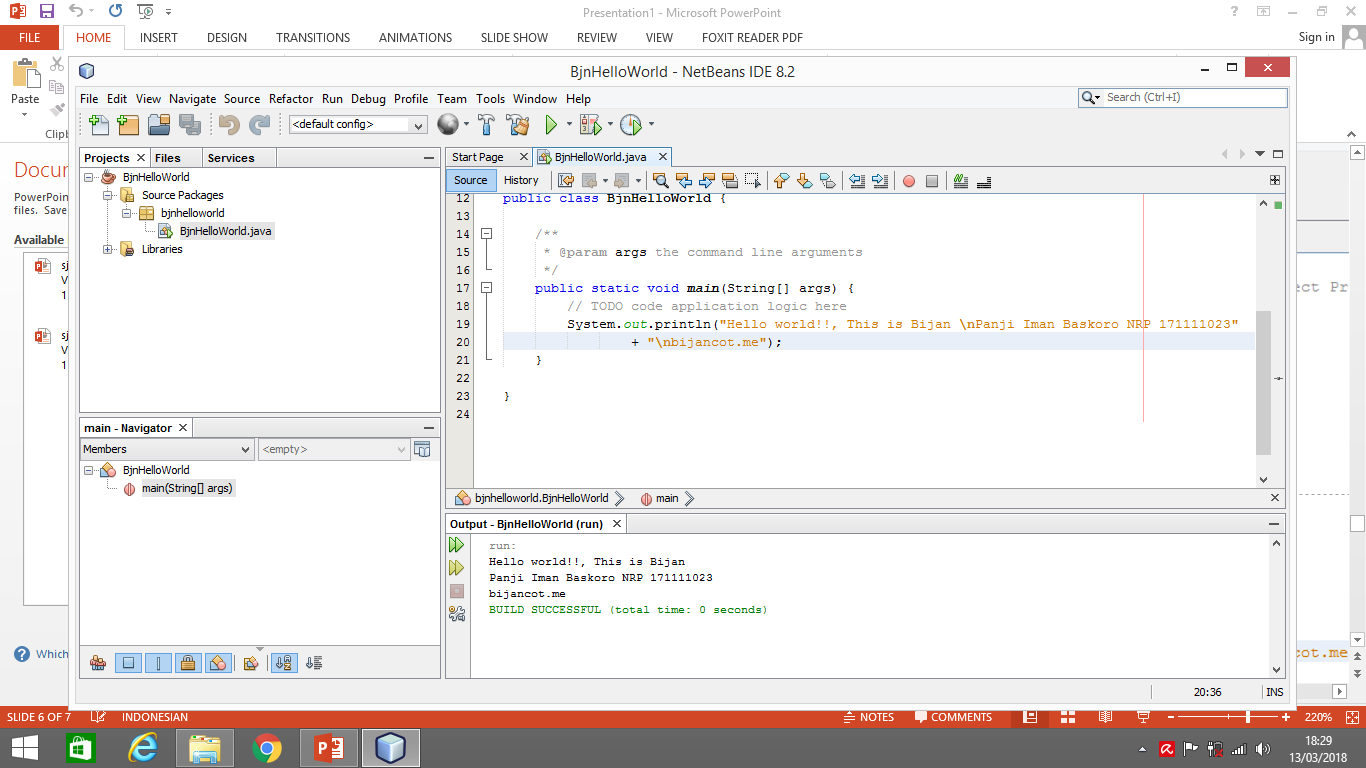 Presentation1 - Microsoft PowerPoint
FILE HOME INSERT DESIGN TRANSITIONS ANIMATIONS SLIDE SHOW REVIEW VIEW FOXIT READER PDF Sign in
Paste
Clipb
Docur
PowerPoin
files. Save
Available
sj
V
1
sj
V
1
Which
BjnHelloWorld - NetBeans IDE 8.2
File Edit View Navigate Source Refactor Run Debug Profile Team Tools Window Help
Search (Ctrl+I)
<default config>
Projects Files Services
BjnHelloWorld
Source Packages
bjnhelloworld
BjnHelloWorld.java
Libraries
main - Navigator
Members <empty>
BjnHelloWorld
main(String[] args)
Start Page BjnHelloWorld.java
Source History
12 public class BjnHelloWorld {
13
14 /**
15 * @param args the command line arguments
16 */
17 public static void main(String[] args) {
18 // TODO code application logic here
19 System.out.println("Hello world!!, This is Bijan \nPanji Iman Baskoro NRP 171111023"
20 + "\nbijancot.me");
21 }
22
23 }
24
bjnhelloworld.BjnHelloWorld main
Output - BjnHelloWorld (run)
run:
Hello world!!, This is Bijan
Panji Iman Baskoro NRP 171111023
bijancot.me
BUILD SUCCESSFUL (total time: 0 seconds)
20:36 INS
ect Pr
cot.me
SLIDE 6 OF 7 INDONESIAN NOTES COMMENTS 220%
18:29
13/03/2018